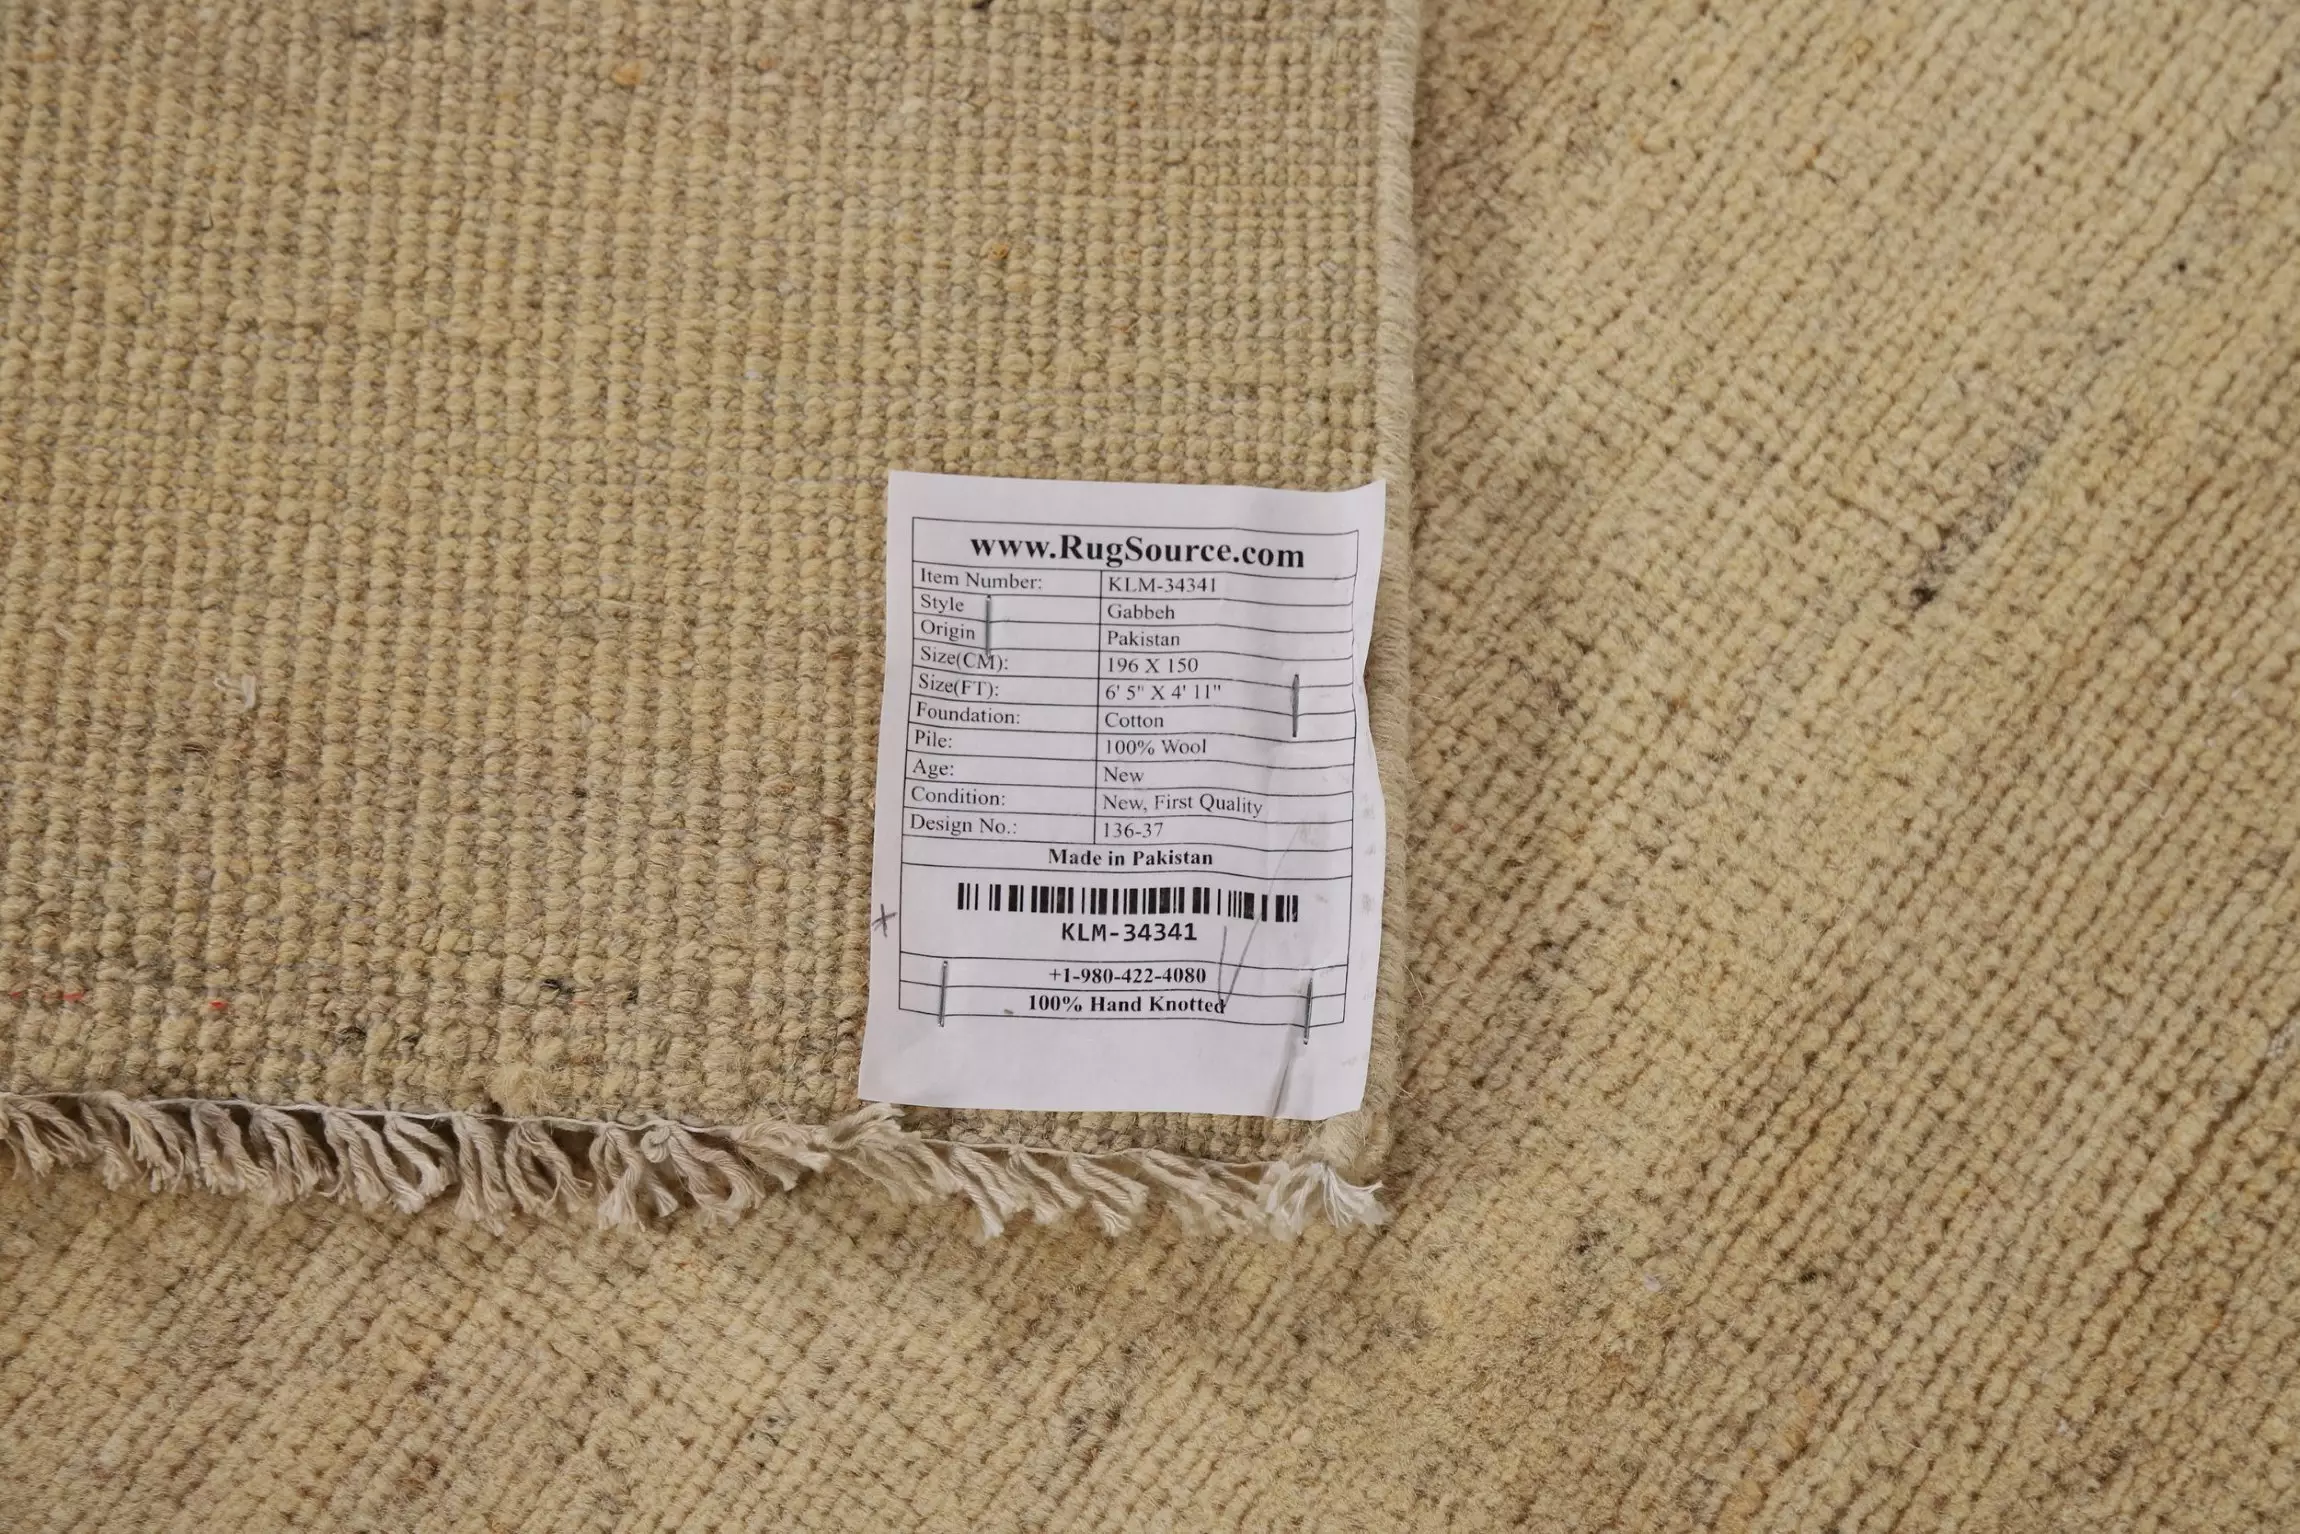 www.RugSource.com
Item Number: KLM-34341
Style Gabbeh
Origin Pakistan
Size(CM): 196 X 150
Size(FT): 6' 5" X 4' 11"
Foundation: Cotton
Pile: 100% Wool
Age: New
Condition: New, First Quality
Design No.: 136-37
Made in Pakistan
KLM-34341
+1-980-422-4080
100% Hand Knotted